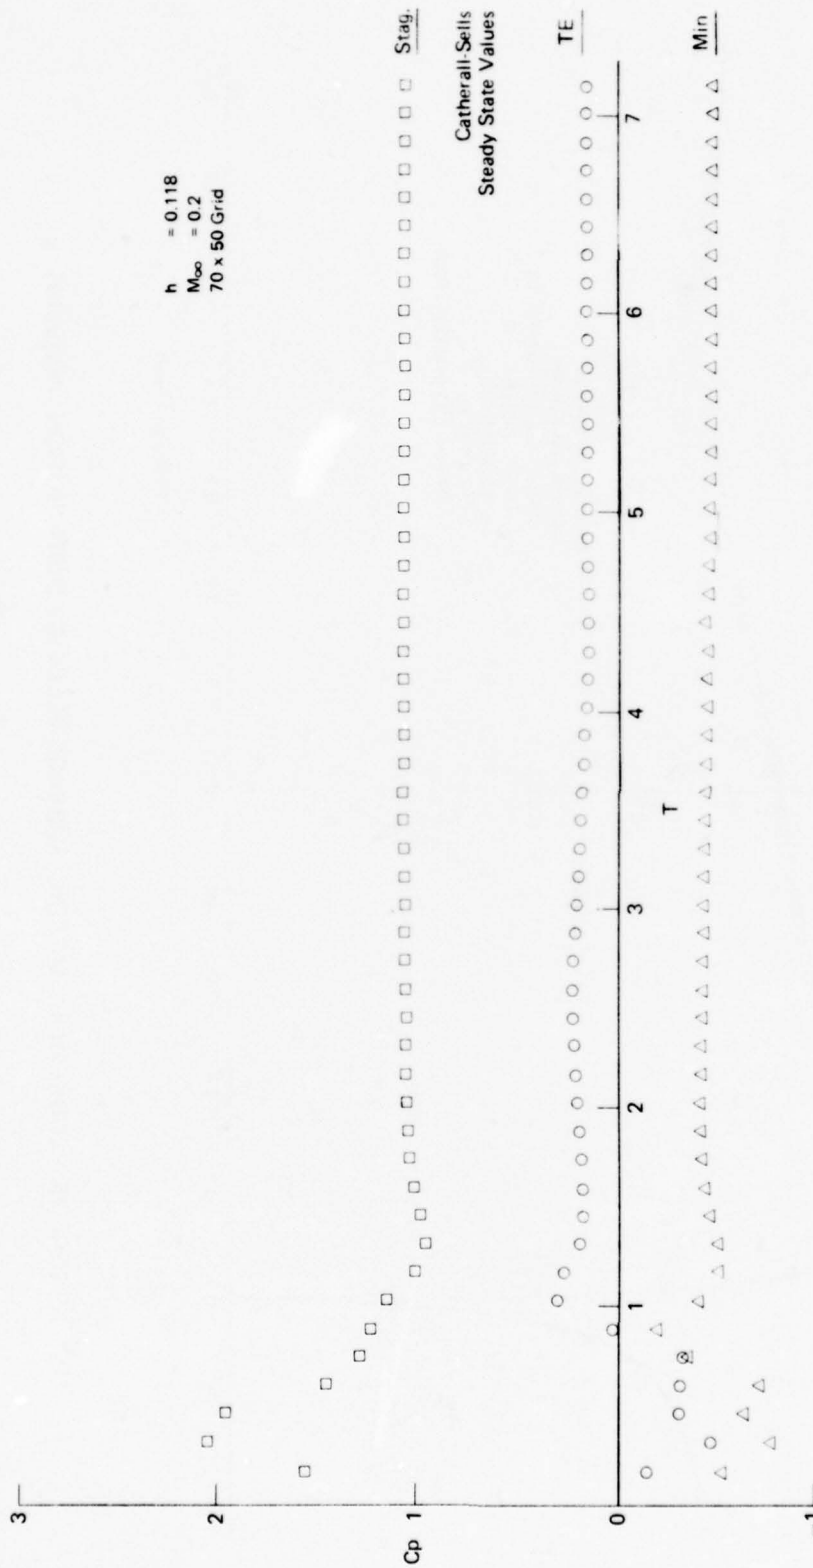 h = 0.118
M∞ = 0.2
70 x 50 Grid
Stag.
Catherall-Sells
Steady State Values
TE
Min
3
2
1
0
1
Cp
1
2
3
4
5
6
7
T